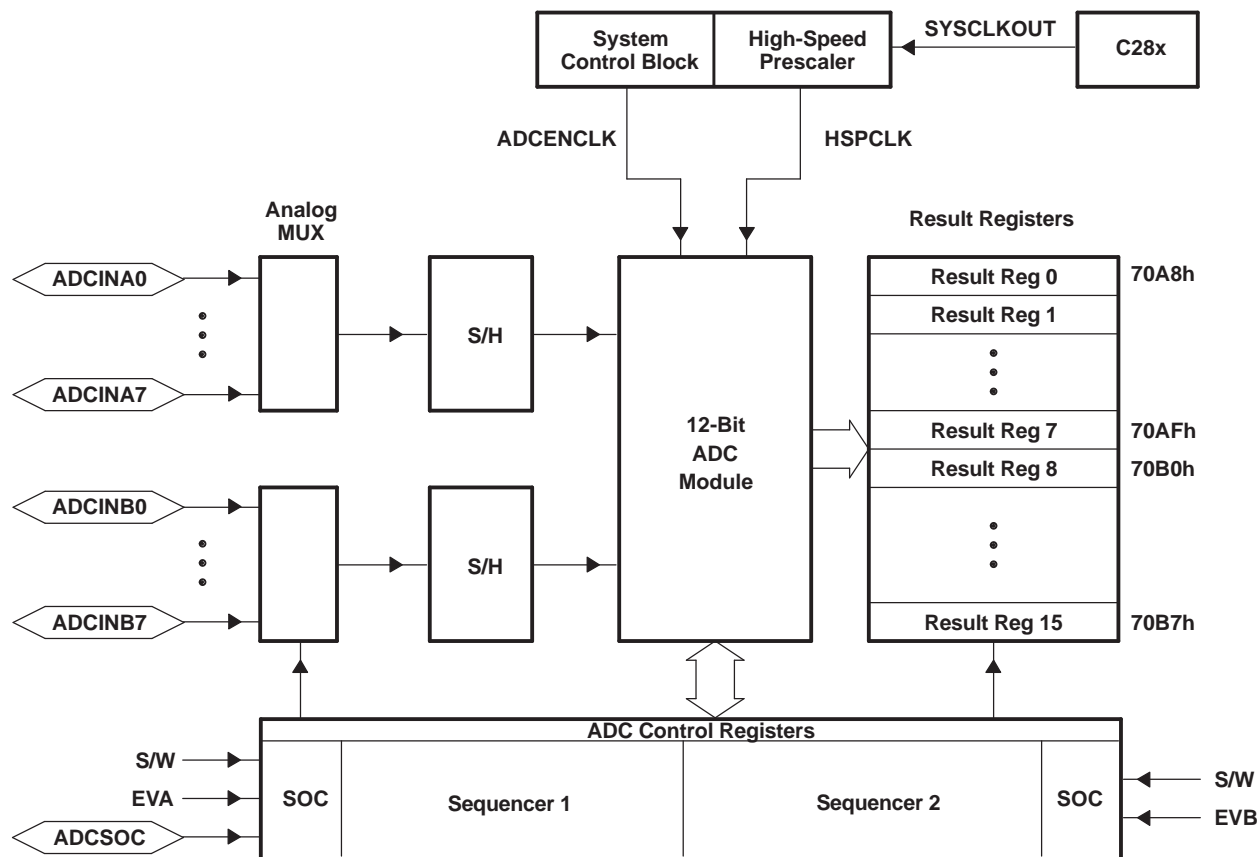 System
Control Block
High-Speed
Prescaler
SYSCLKOUT
C28x
ADCENCLK
HSPCLK
Analog
MUX
Result Registers
ADCINA0
ADCINA7
S/H
ADCINB0
ADCINB7
S/H
12-Bit
ADC
Module
Result Reg 0
70A8h
Result Reg 1
Result Reg 7
70AFh
Result Reg 8
70B0h
Result Reg 15
70B7h
ADC Control Registers
S/W
EVA
ADCSOC
SOC
Sequencer 1
Sequencer 2
SOC
S/W
EVB